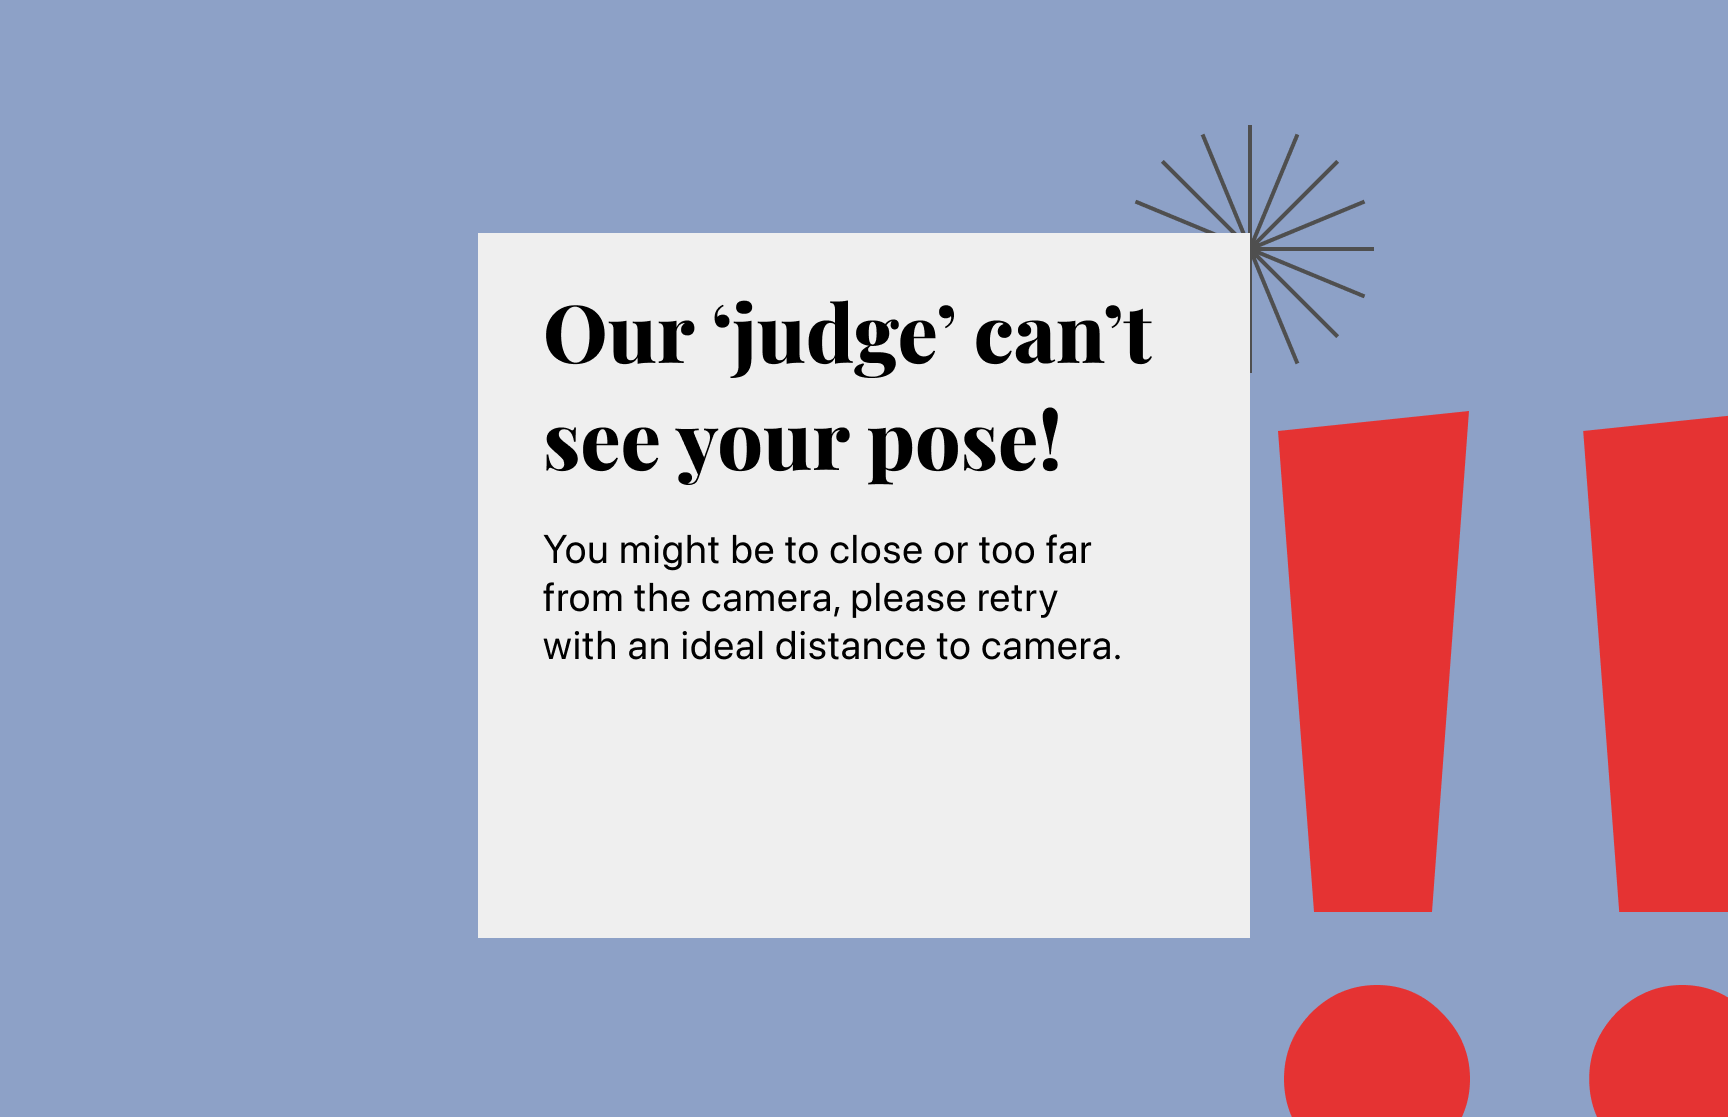 Our ‘judge’ can’t
see your pose!
You might be to close or too far
from the camera, please retry
with an ideal distance to camera.
!!